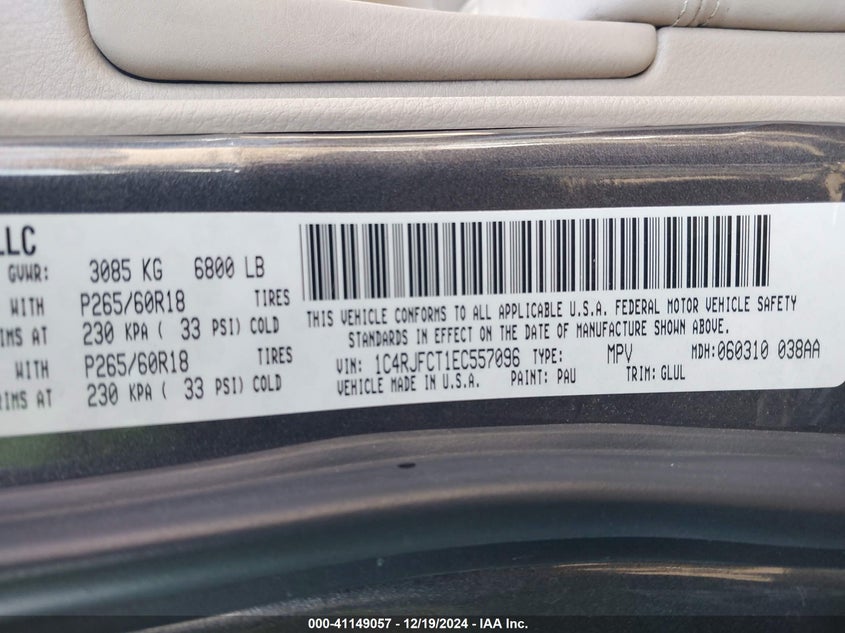 LLC
GVWR: 3085 KG 6800 LB
WITH P265/60R18 TIRES
AT 230 KPA ( 33 PSI) COLD
WITH P265/60R18 TIRES
AT 230 KPA ( 33 PSI) COLD
THIS VEHICLE CONFORMS TO ALL APPLICABLE U.S.A. FEDERAL MOTOR VEHICLE SAFETY
STANDARDS IN EFFECT ON THE DATE OF MANUFACTURE SHOWN ABOVE.
VIN: 1C4RJFCT1EC557096 TYPE: MPV MDH:060310 038AA
VEHICLE MADE IN U.S.A. PAINT: PAU TRIM: GLUL
000-41149057 - 12/19/2024 - IAA Inc.